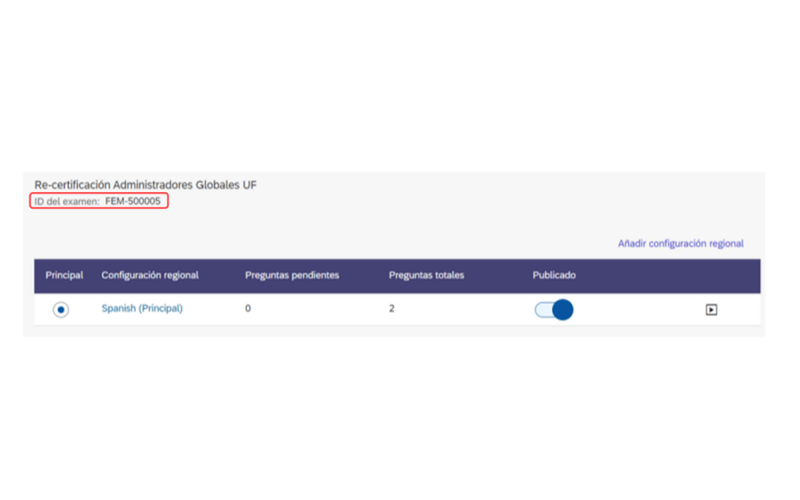 Re-certificación Administradores Globales UF
ID del examen: FEM-500005
Añadir configuración regional
Principal Configuración regional Preguntas pendientes Preguntas totales Publicado
Spanish (Principal) 0 2